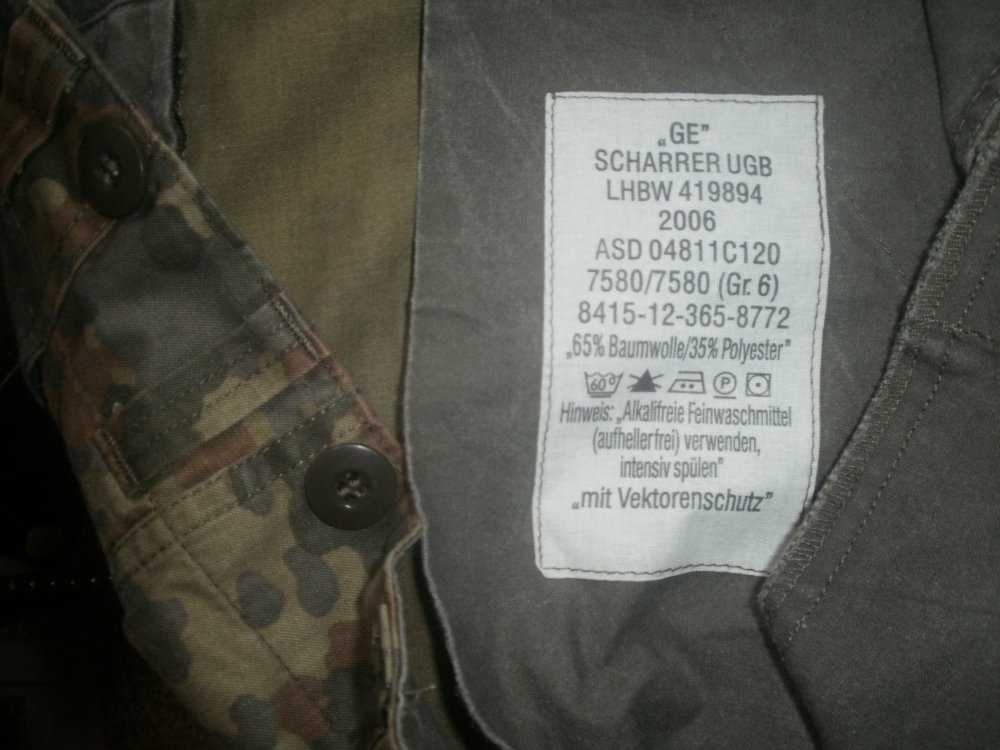 „GE”
SCHARRER UGB
LHBW 419894
2006
ASD 04811C120
7580/7580 (Gr. 6)
8415-12-365-8772
„65% Baumwolle/35% Polyester”
60 P
Hinweis: „Alkalifreie Feinwaschmittel
(aufhellerfrei) verwenden,
intensiv spülen”
„mit Vektorenschutz”